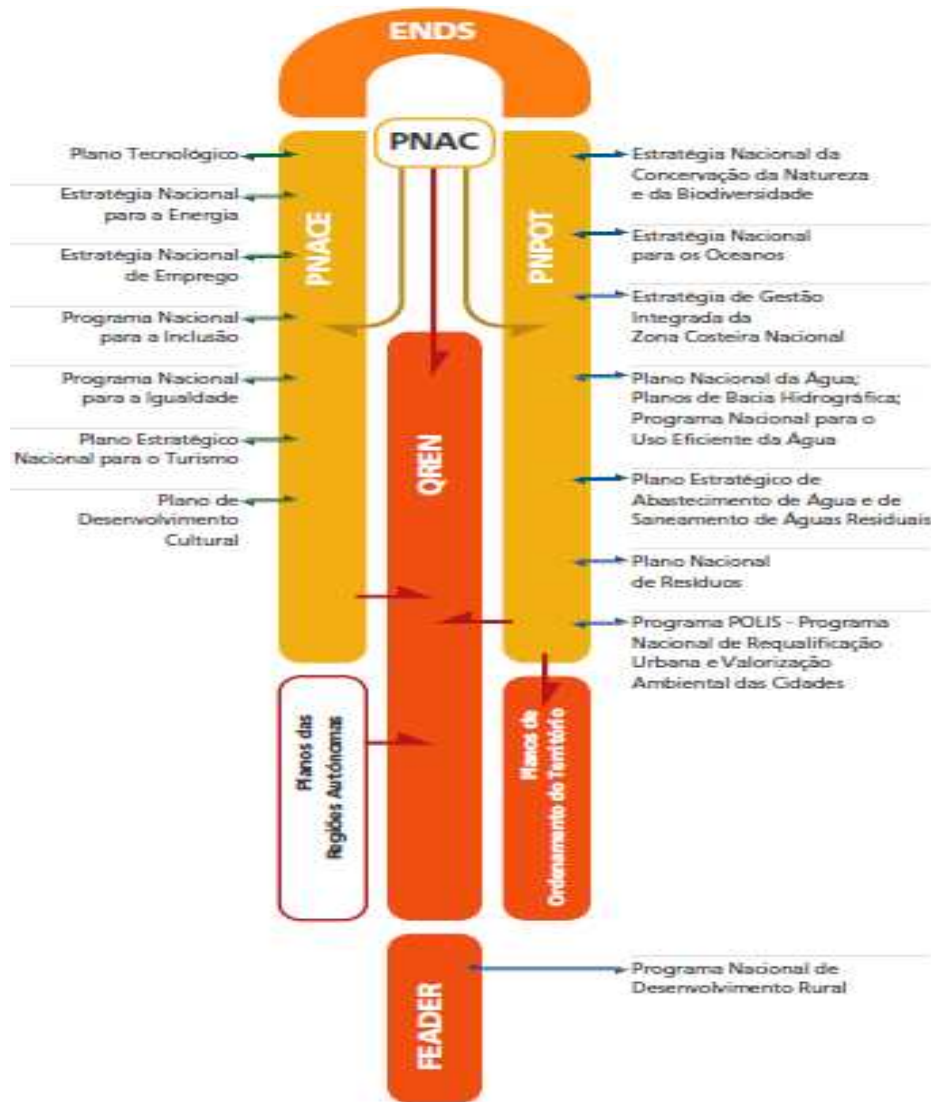 ENDS
PNAC
Plano Tecnológico
Estratégia Nacional
para a Energia
Estratégia Nacional
de Emprego
Programa Nacional
para a Inclusão
Programa Nacional
para a Igualdade
Plano Estratégico
Nacional para o Turismo
Plano de
Desenvolvimento
Cultural
PNACE
QREN
PNPOT
Estratégia Nacional da
Concervação da Natureza
e da Biodiversidade
Estratégia Nacional
para os Oceanos
Estratégia de Gestão
Integrada da
Zona Costeira Nacional
Plano Nacional da Água;
Planos de Bacia Hidrográfica;
Programa Nacional para o
Uso Eficiente da Água
Plano Estratégico de
Abastecimento de Água e de
Saneamento de Águas Residuais
Plano Nacional
de Resíduos
Programa POLIS - Programa
Nacional de Requalificação
Urbana e Valorização
Ambiental das Cidades
Planos das
Regiões Autónomas
Planos de
Ordenamento do Território
FEADER
Programa Nacional de
Desenvolvimento Rural